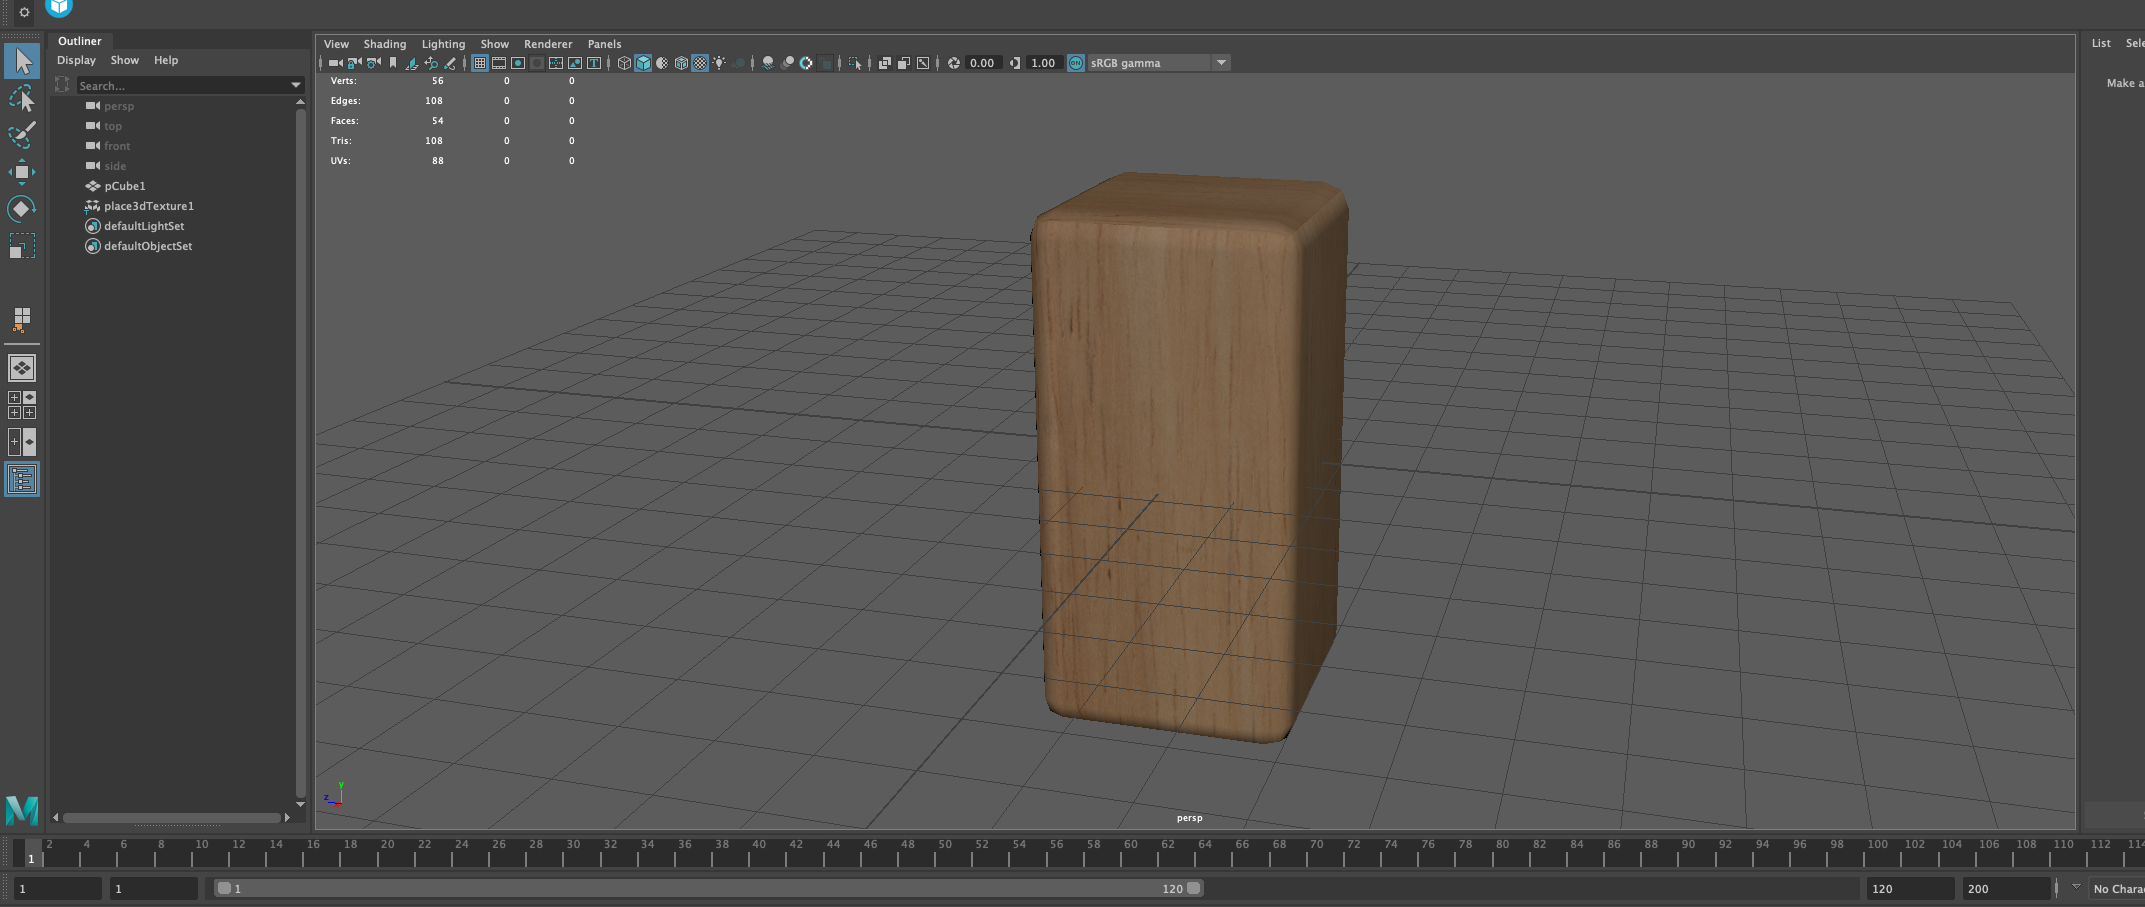 Outliner
Display Show Help
Search...
persp
top
front
side
pCube1
place3dTexture1
defaultLightSet
defaultObjectSet
View Shading Lighting Show Renderer Panels
0.00 1.00 ON sRGB gamma
Verts: 56 0 0
Edges: 108 0 0
Faces: 54 0 0
Tris: 108 0 0
UVs: 88 0 0
y
z
persp
List Sele
Make a
1 2 4 6 8 10 12 14 16 18 20 22 24 26 28 30 32 34 36 38 40 42 44 46 48 50 52 54 56 58 60 62 64 66 68 70 72 74 76 78 80 82 84 86 88 90 92 94 96 98 100 102 104 106 108 110 112 114
1 1 1 120 120 200 No Charac